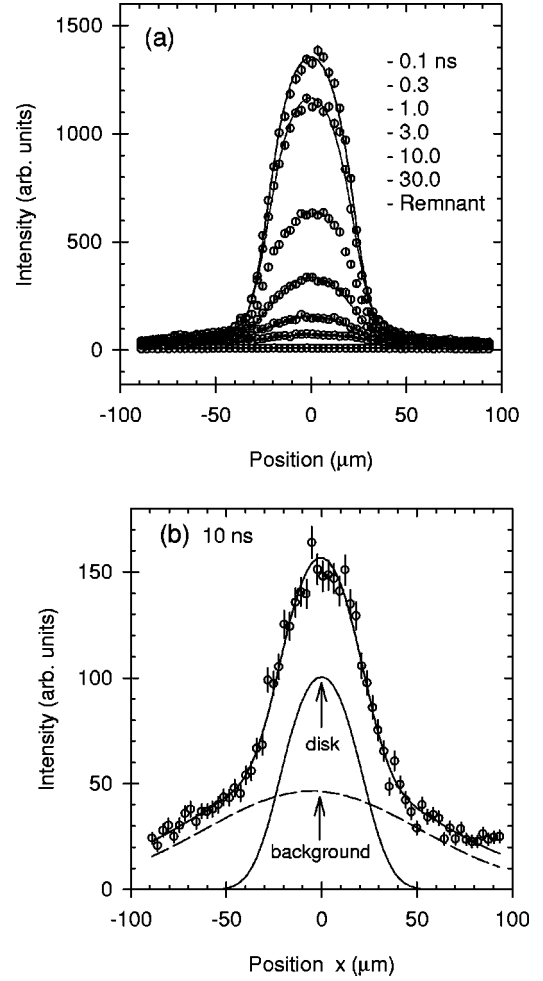 (a)
1500
1000
500
0
Intensity (arb. units)
- 0.1 ns
- 0.3
- 1.0
- 3.0
- 10.0
- 30.0
- Remnant
-100 -50 0 50 100
Position (μm)
(b) 10 ns
150
100
50
0
Intensity (arb. units)
disk
background
-100 -50 0 50 100
Position x (μm)